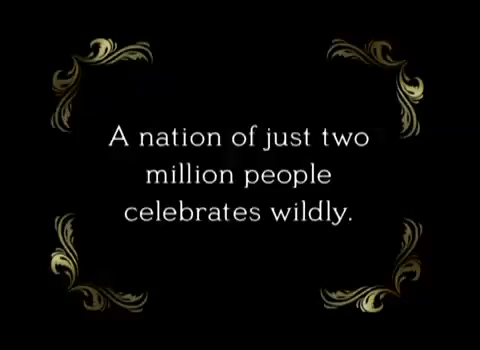 A nation of just two
million people
celebrates wildly.